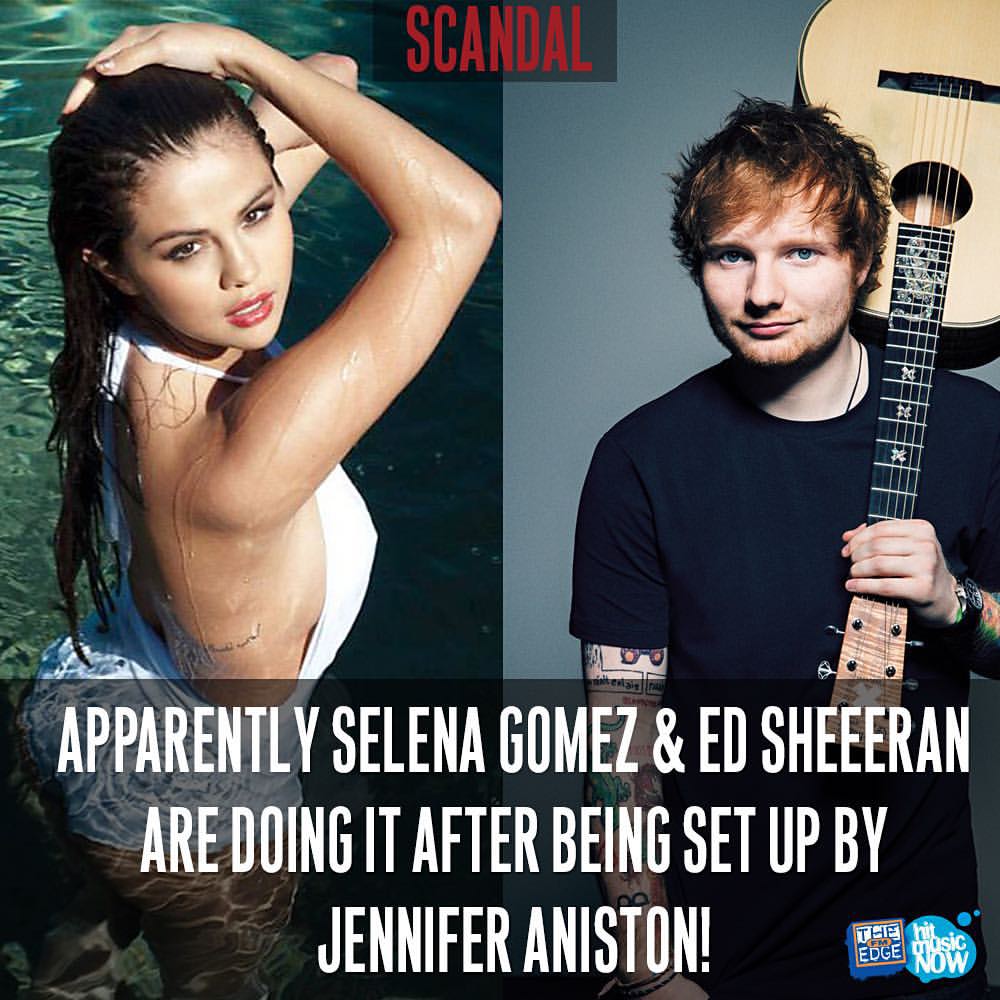 SCANDAL
APPARENTLY SELENA GOMEZ & ED SHEEERAN
ARE DOING IT AFTER BEING SET UP BY
JENNIFER ANISTON!
THE
FM
EDGE
hit
music
NOW